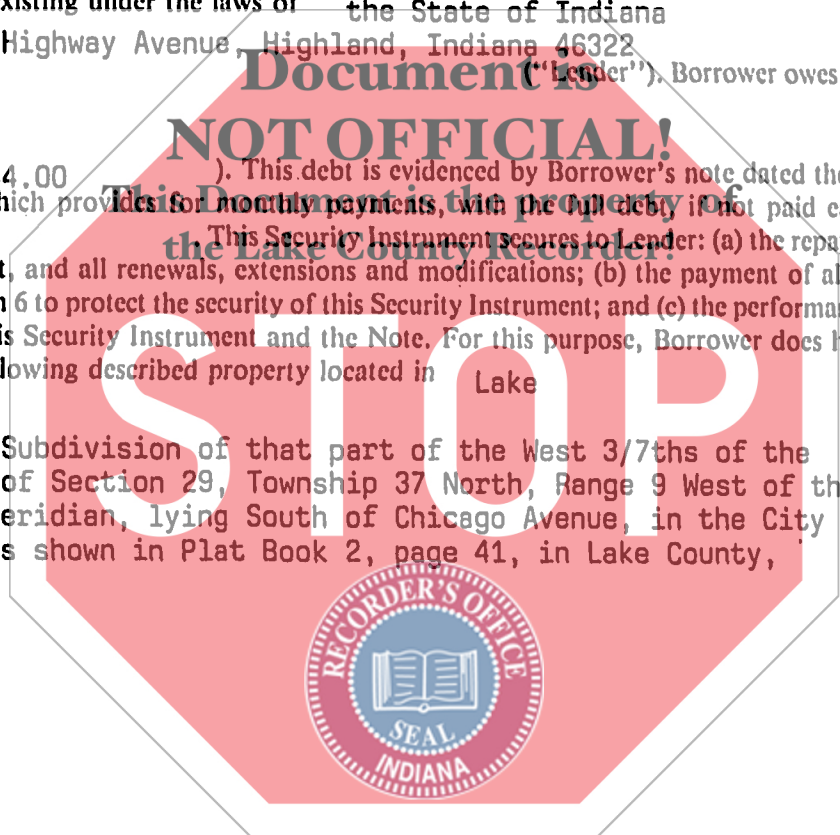 xisting under the laws of the State of Indiana
Highway Avenue, Highland, Indiana 46322
Document is
("Lender"). Borrower owes
NOT OFFICIAL!
4.00 ). This debt is evidenced by Borrower's note dated the
This Document is the property of
hich provides for monthly payments, with the full debt, if not paid e
the Lake County Recorder!
. This Security Instrument secures to Lender: (a) the repa
t, and all renewals, extensions and modifications; (b) the payment of al
n 6 to protect the security of this Security Instrument; and (c) the performa
is Security Instrument and the Note. For this purpose, Borrower does h
lowing described property located in Lake
STOP
Subdivision of that part of the West 3/7ths of the
of Section 29, Township 37 North, Range 9 West of th
eridian, lying South of Chicago Avenue, in the City
s shown in Plat Book 2, page 41, in Lake County,
RECORDER'S OFFICE
SEAL
INDIANA